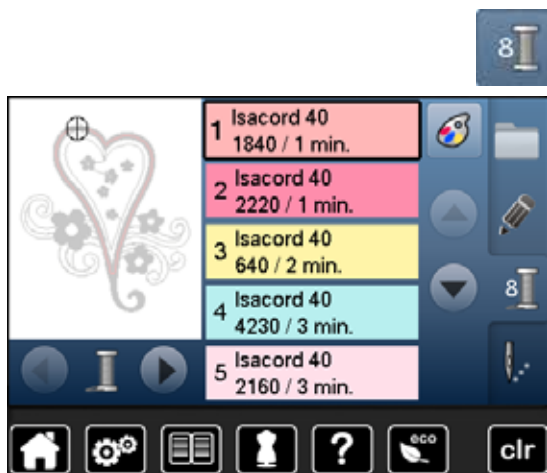 8
1 Isacord 40
1840 / 1 min.
2 Isacord 40
2220 / 1 min.
3 Isacord 40
640 / 2 min.
8
4 Isacord 40
4230 / 3 min.
5 Isacord 40
2160 / 3 min.
?
eco
clr